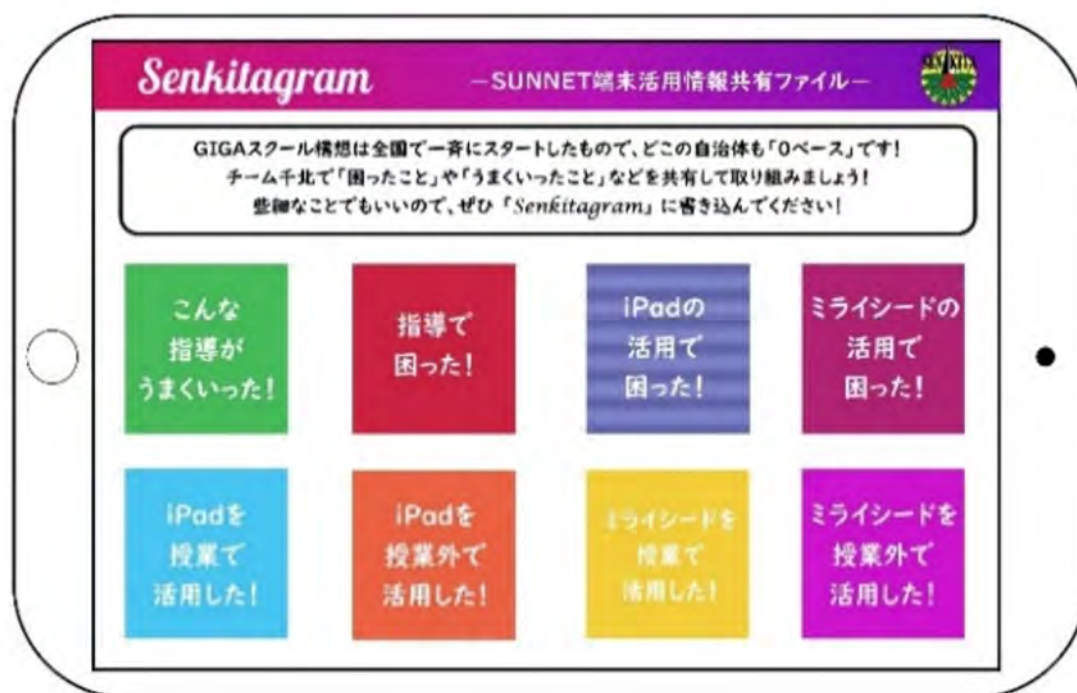 Senkitagram
—SUNNET端末活用情報共有ファイル—
SENKITA
GIGAスクール構想は全国で一斉にスタートしたもので、どこの自治体も「0ベース」です!
チーム千北で「困ったこと」や「うまくいったこと」などを共有して取り組みましょう!
些細なことでもいいので、ぜひ『Senkitagram』に書き込んでください!
こんな
指導が
うまくいった!
指導で
困った!
iPadの
活用で
困った!
ミライシードの
活用で
困った!
iPadを
授業で
活用した!
iPadを
授業外で
活用した!
ミライシードを
授業で
活用した!
ミライシードを
授業外で
活用した!